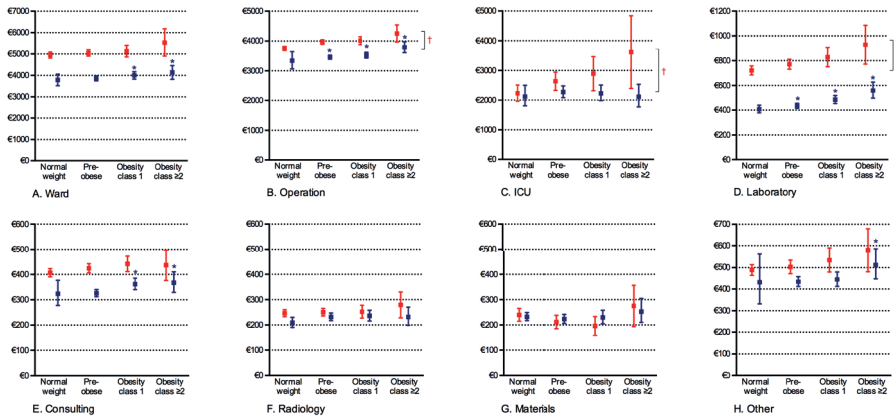 €7000
€6000
€5000
€4000
€3000
€2000
€1000
€0
Normal weight
Pre-obese
Obesity class 1
Obesity class ≥2
A. Ward
€5000
€4000
€3000
€2000
€1000
€0
Normal weight
Pre-obese
Obesity class 1
Obesity class ≥2
†
B. Operation
€5000
€4000
€3000
€2000
€1000
€0
Normal weight
Pre-obese
Obesity class 1
Obesity class ≥2
†
C. ICU
€1200
€1000
€800
€600
€400
€200
€0
Normal weight
Pre-obese
Obesity class 1
Obesity class ≥2
D. Laboratory
€600
€500
€400
€300
€200
€100
€0
Normal weight
Pre-obese
Obesity class 1
Obesity class ≥2
E. Consulting
€600
€500
€400
€300
€200
€100
€0
Normal weight
Pre-obese
Obesity class 1
Obesity class ≥2
F. Radiology
€600
€500
€400
€300
€200
€100
€0
Normal weight
Pre-obese
Obesity class 1
Obesity class ≥2
G. Materials
€700
€600
€500
€400
€300
€200
€100
€0
Normal weight
Pre-obese
Obesity class 1
Obesity class ≥2
H. Other